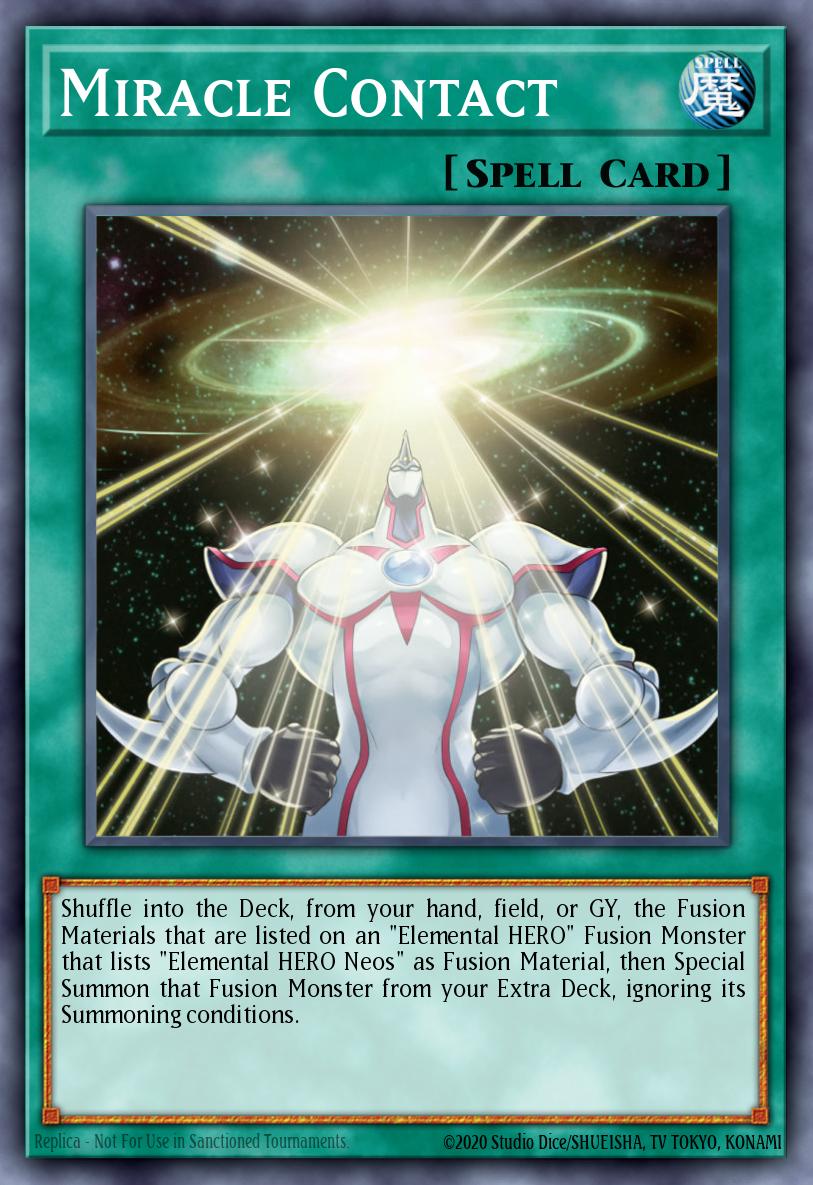 Miracle Contact
SPELL
魔
[Spell Card]
Shuffle into the Deck, from your hand, field, or GY, the Fusion
Materials that are listed on an "Elemental HERO" Fusion Monster
that lists "Elemental HERO Neos" as Fusion Material, then Special
Summon that Fusion Monster from your Extra Deck, ignoring its
Summoning conditions.
Replica - Not For Use in Sanctioned Tournaments.
©2020 Studio Dice/SHUEISHA, TV TOKYO, KONAMI